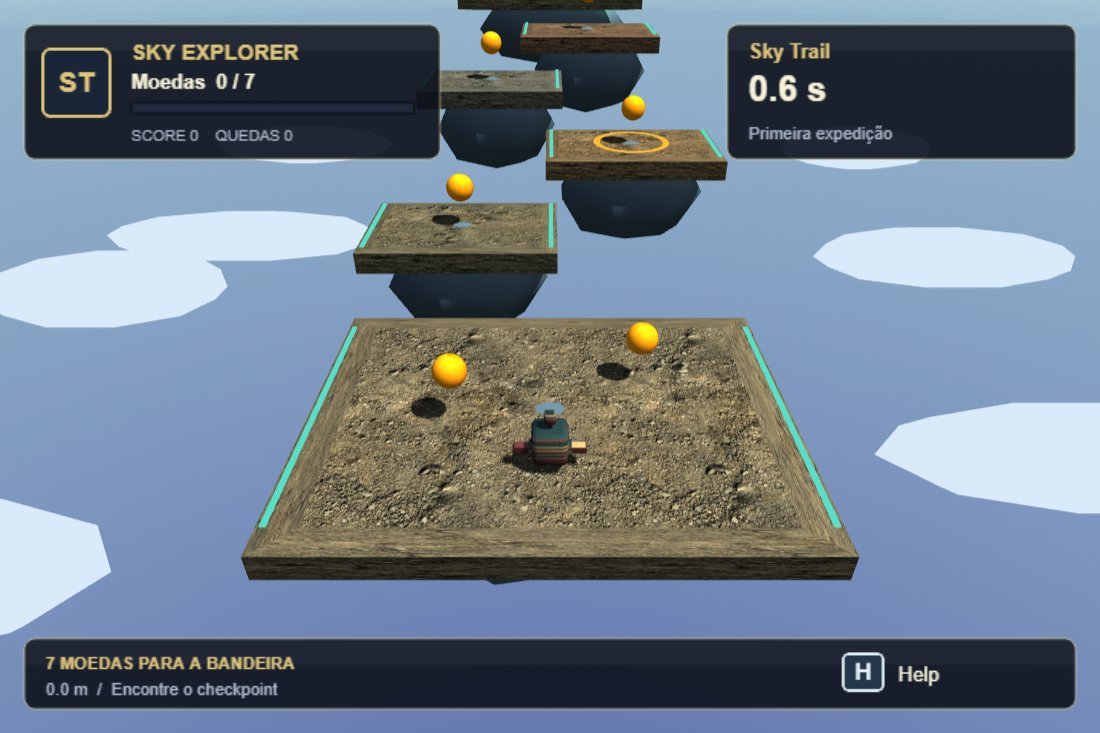 ST
SKY EXPLORER
Moedas 0 / 7
SCORE 0 QUEDAS 0
Sky Trail
0.6 s
Primeira expedição
7 MOEDAS PARA A BANDEIRA
0.0 m / Encontre o checkpoint
H Help